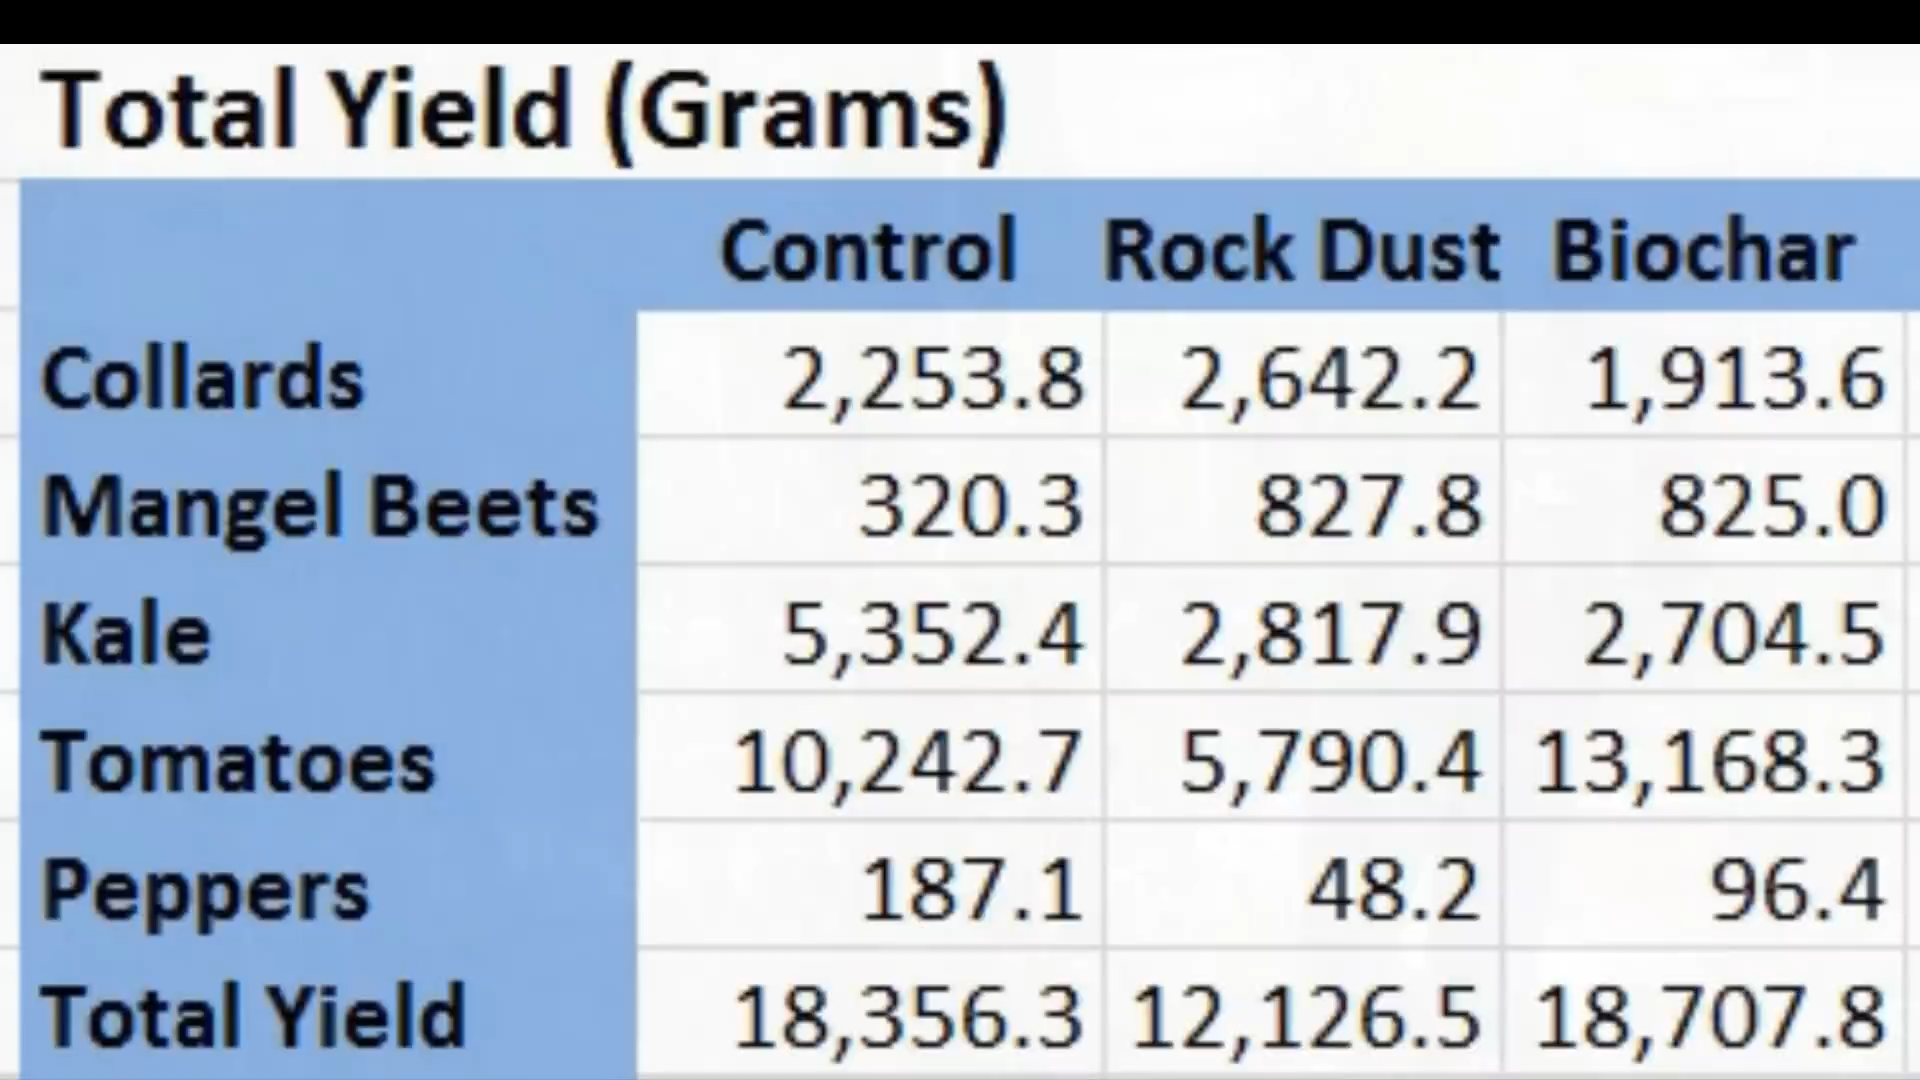 Total Yield (Grams)
Control Rock Dust Biochar
Collards 2,253.8 2,642.2 1,913.6
Mangel Beets 320.3 827.8 825.0
Kale 5,352.4 2,817.9 2,704.5
Tomatoes 10,242.7 5,790.4 13,168.3
Peppers 187.1 48.2 96.4
Total Yield 18,356.3 12,126.5 18,707.8